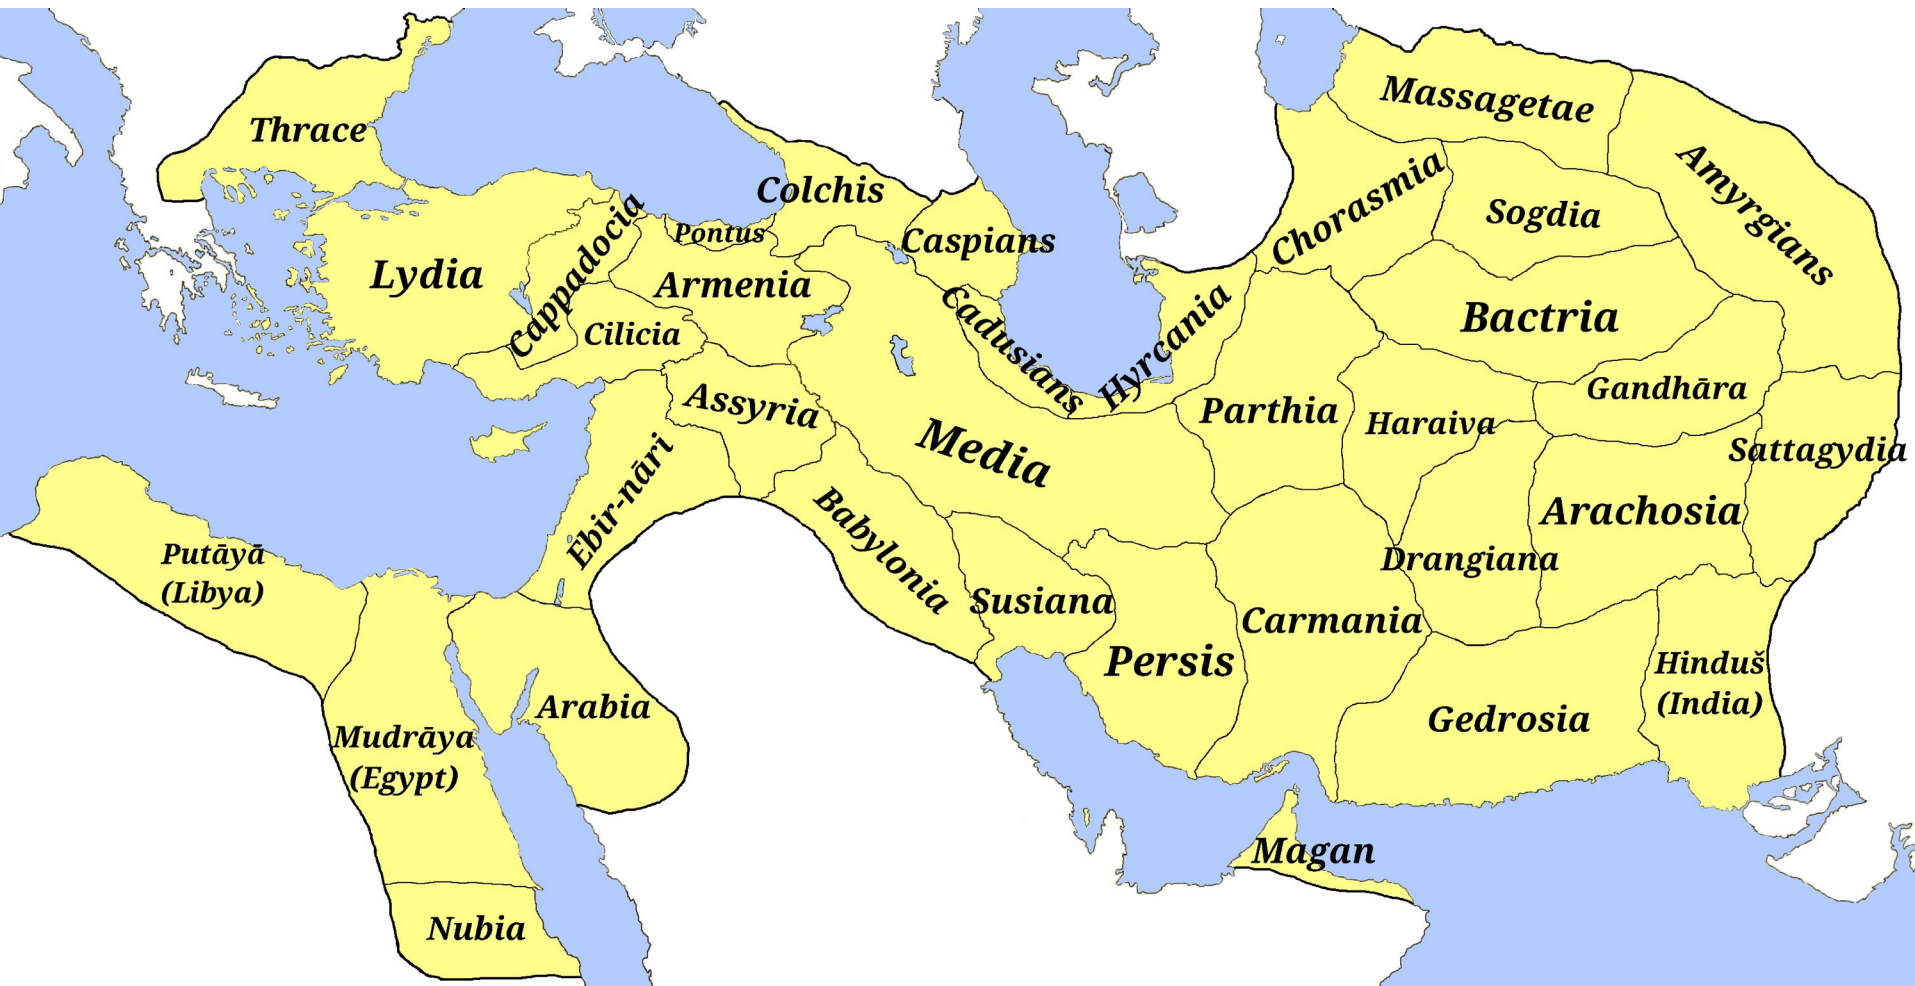 Massagetae
Thrace
Amyrgians
Colchis
Chorasmia
Sogdia
Pontus
Caspians
Cappadocia
Lydia
Armenia
Cilicia
Cadusians
Hyrcania
Bactria
Gandhāra
Assyria
Parthia
Haraiva
Media
Sattagydia
Ebir-nāri
Babylonia
Arachosia
Putāyā
(Libya)
Drangiana
Susiana
Carmania
Persis
Hinduš
(India)
Arabia
Gedrosia
Mudrāya
(Egypt)
Magan
Nubia